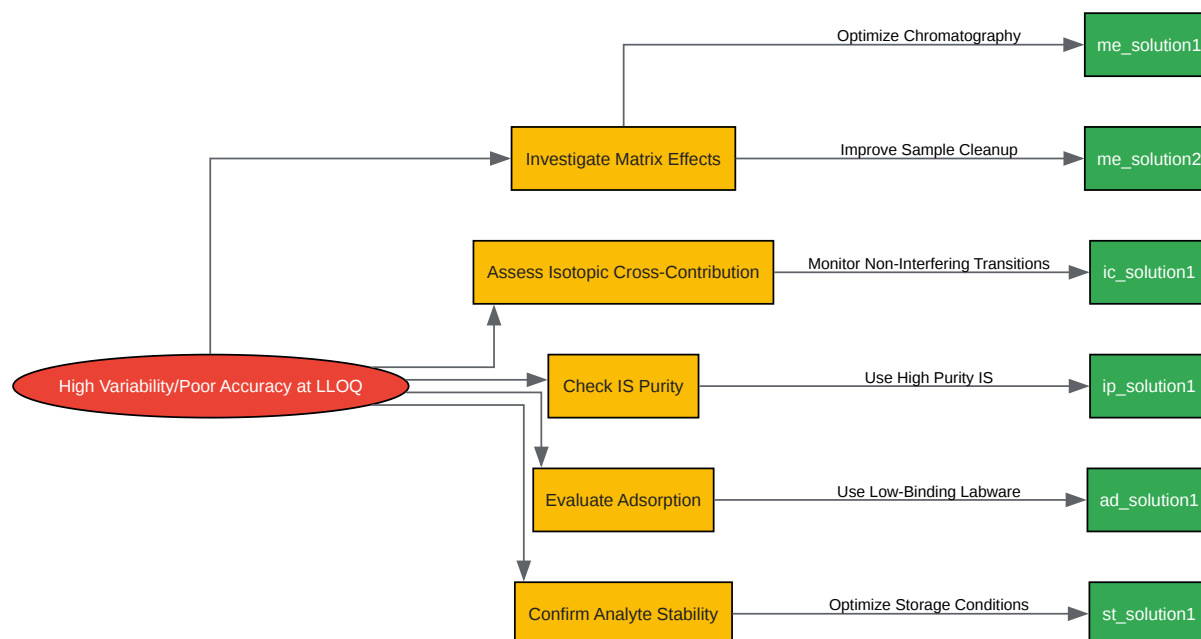 Optimize Chromatography
me_solution1
Investigate Matrix Effects
Improve Sample Cleanup
me_solution2
Assess Isotopic Cross-Contribution
Monitor Non-Interfering Transitions
ic_solution1
High Variability/Poor Accuracy at LLOQ
Check IS Purity
Use High Purity IS
ip_solution1
Evaluate Adsorption
Use Low-Binding Labware
ad_solution1
Confirm Analyte Stability
Optimize Storage Conditions
st_solution1